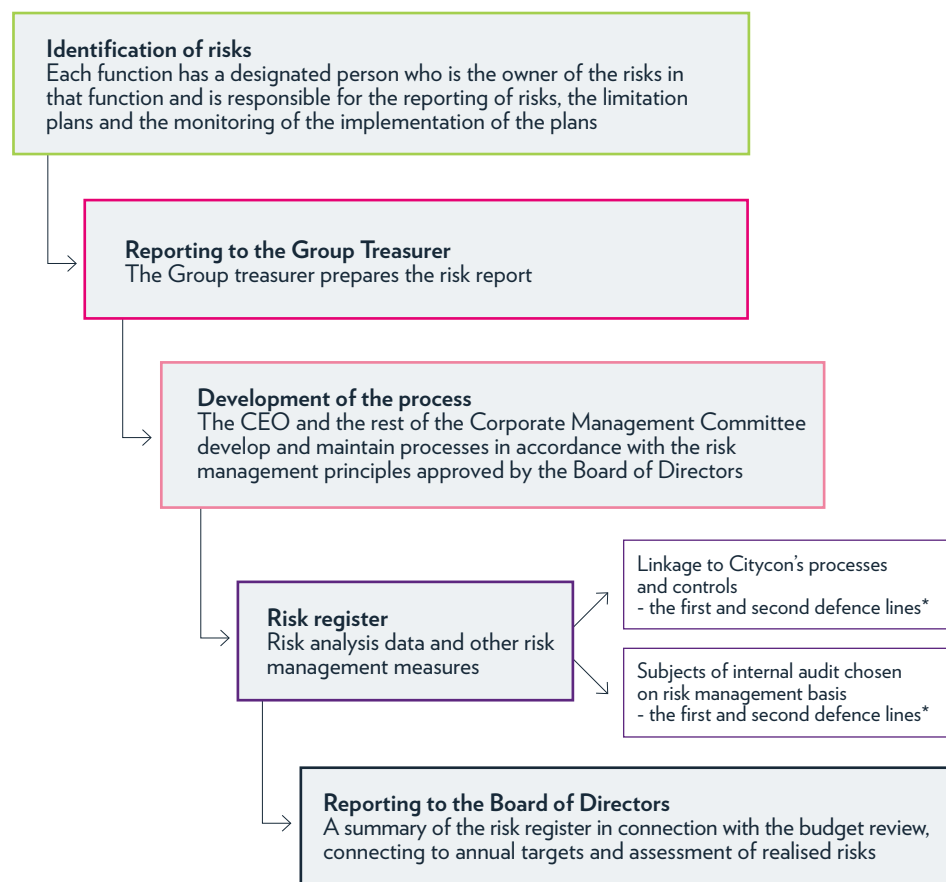 Identification of risks
Each function has a designated person who is the owner of the risks in
that function and is responsible for the reporting of risks, the limitation
plans and the monitoring of the implementation of the plans
Reporting to the Group Treasurer
The Group treasurer prepares the risk report
Development of the process
The CEO and the rest of the Corporate Management Committee
develop and maintain processes in accordance with the risk
management principles approved by the Board of Directors
Risk register
Risk analysis data and other risk
management measures
Linkage to Citycon's processes
and controls
- the first and second defence lines*
Subjects of internal audit chosen
on risk management basis
- the first and second defence lines*
Reporting to the Board of Directors
A summary of the risk register in connection with the budget review,
connecting to annual targets and assessment of realised risks